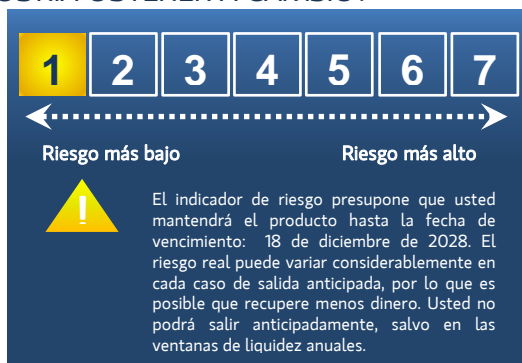 1 2 3 4 5 6 7
Riesgo más bajo Riesgo más alto
!
El indicador de riesgo presupone que usted
mantendrá el producto hasta la fecha de
vencimiento: 18 de diciembre de 2028. El
riesgo real puede variar considerablemente en
cada caso de salida anticipada, por lo que es
posible que recupere menos dinero. Usted no
podrá salir anticipadamente, salvo en las
ventanas de liquidez anuales.